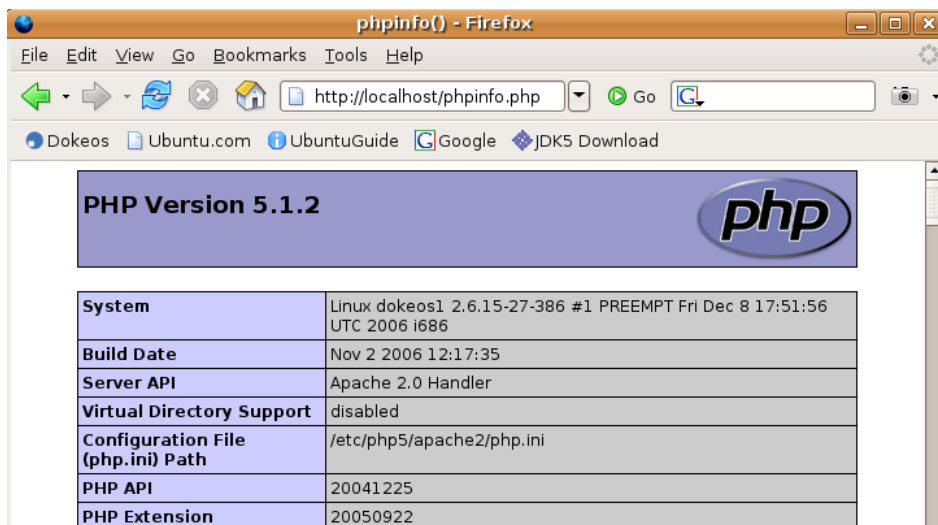 phpinfo() - Firefox
File Edit View Go Bookmarks Tools Help
http://localhost/phpinfo.php Go G
Dokeos Ubuntu.com UbuntuGuide G Google JDK5 Download
PHP Version 5.1.2 php
System Linux dokeos1 2.6.15-27-386 #1 PREEMPT Fri Dec 8 17:51:56
UTC 2006 i686
Build Date Nov 2 2006 12:17:35
Server API Apache 2.0 Handler
Virtual Directory Support disabled
Configuration File /etc/php5/apache2/php.ini
(php.ini) Path
PHP API 20041225
PHP Extension 20050922